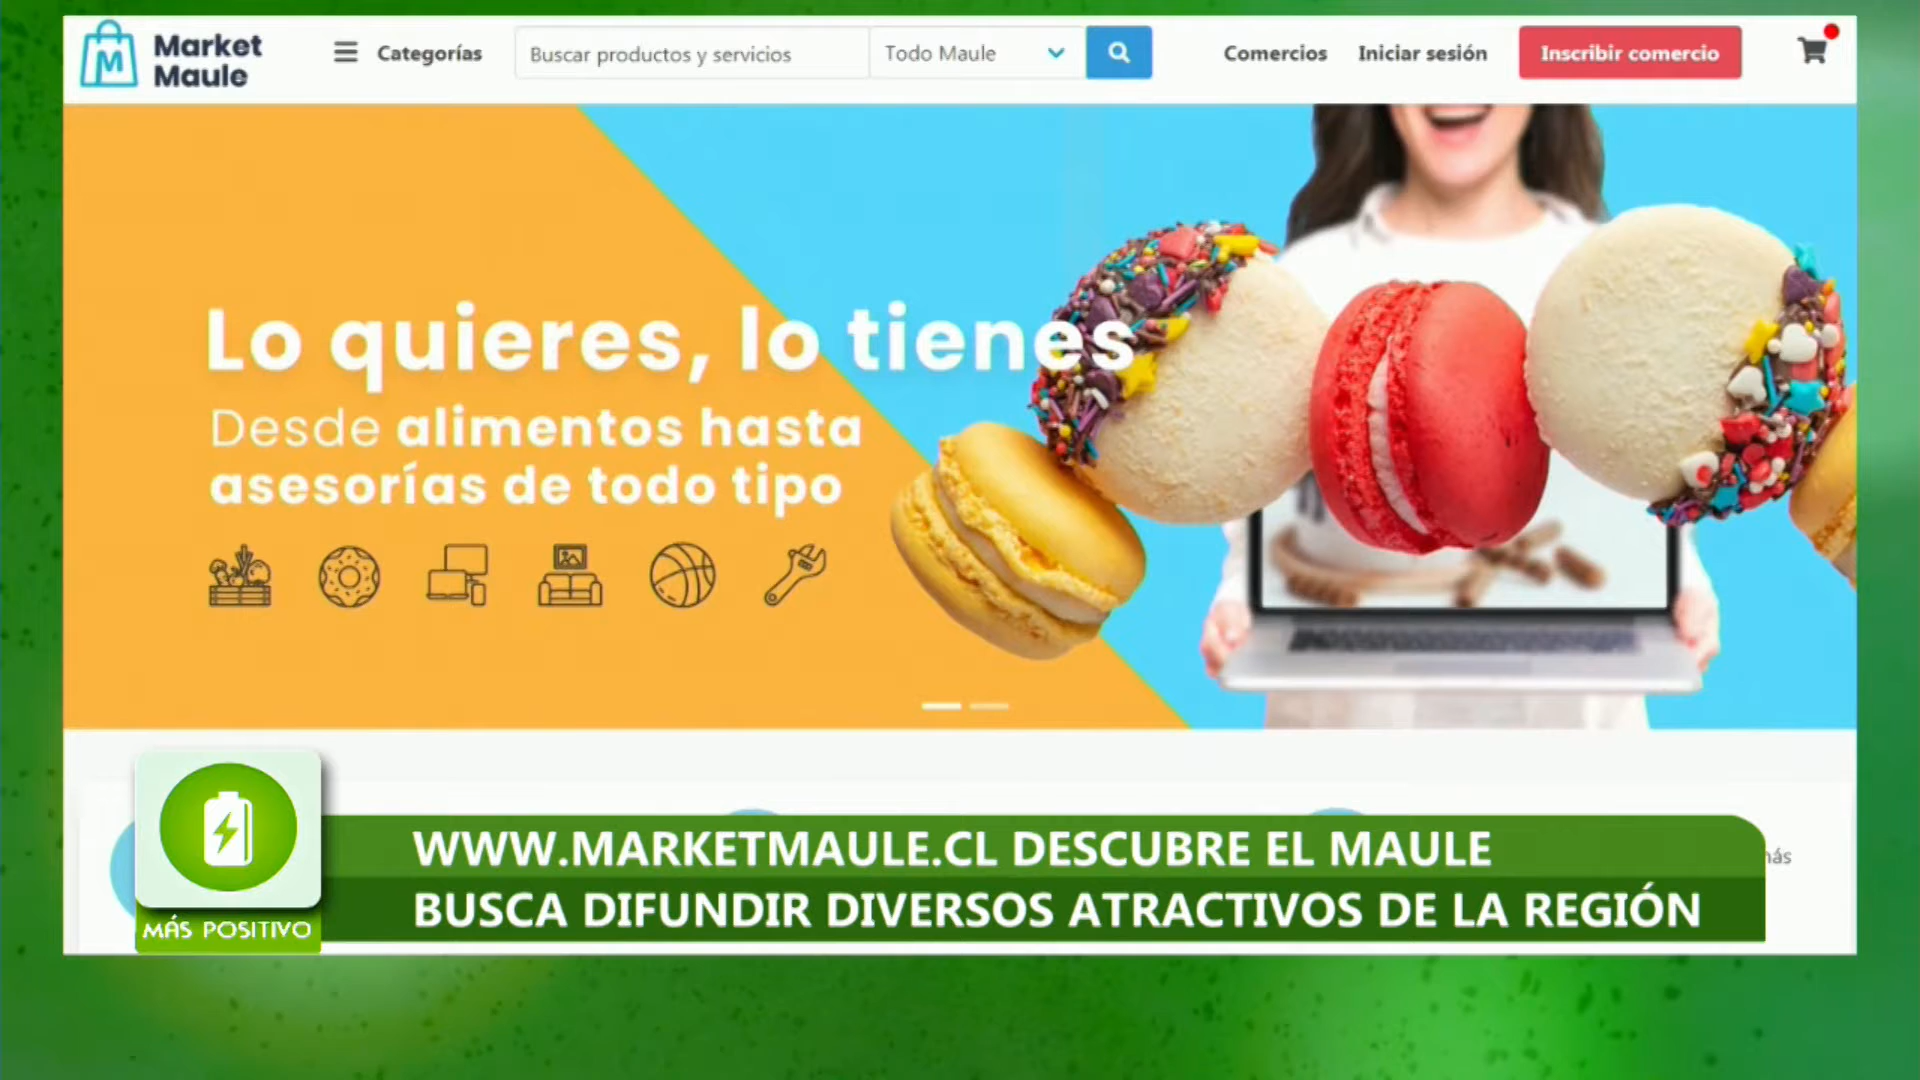 Market
Maule
Categorías
Buscar productos y servicios
Todo Maule
Comercios
Iniciar sesión
Inscribir comercio
Lo quieres, lo tienes
Desde alimentos hasta
asesorías de todo tipo
WWW.MARKETMAULE.CL DESCUBRE EL MAULE
BUSCA DIFUNDIR DIVERSOS ATRACTIVOS DE LA REGIÓN
MÁS POSITIVO